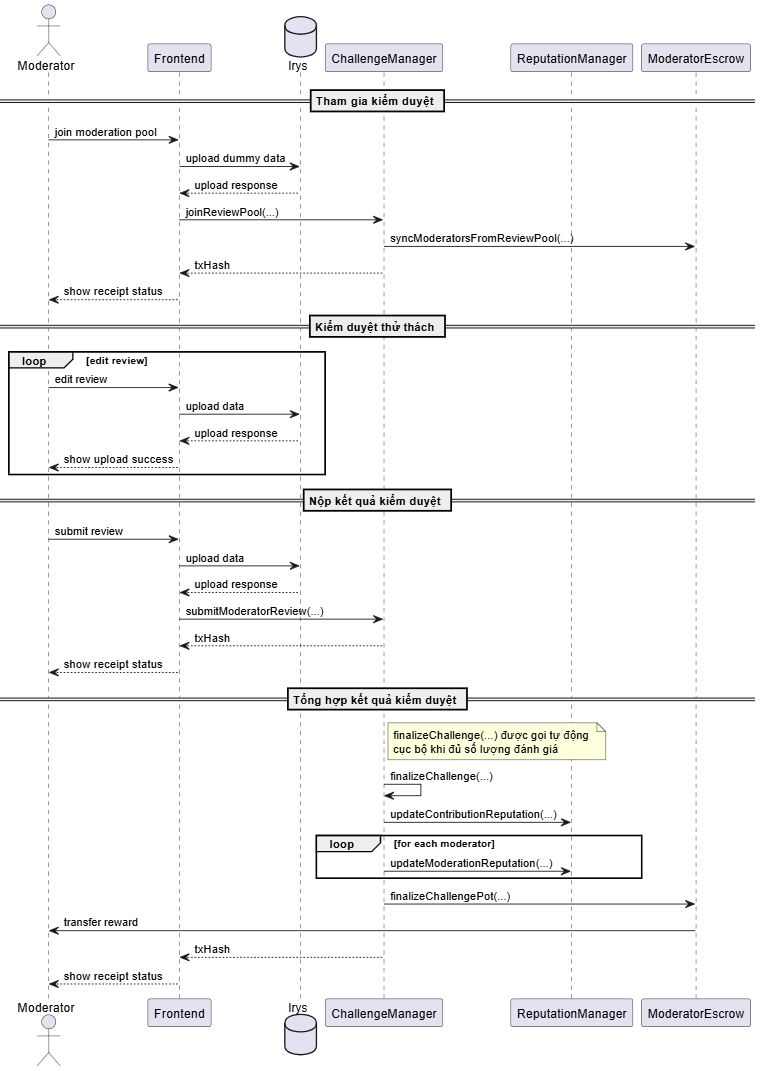 Moderator
Frontend
Irys
ChallengeManager
ReputationManager
ModeratorEscrow
Tham gia kiểm duyệt
join moderation pool
upload dummy data
upload response
joinReviewPool(...)
syncModeratorsFromReviewPool(...)
txHash
show receipt status
Kiểm duyệt thử thách
loop [edit review]
edit review
upload data
upload response
show upload success
Nộp kết quả kiểm duyệt
submit review
upload data
upload response
submitModeratorReview(...)
txHash
show receipt status
Tổng hợp kết quả kiểm duyệt
finalizeChallenge(...) được gọi tự động
cục bộ khi đủ số lượng đánh giá
finalizeChallenge(...)
updateContributionReputation(...)
loop [for each moderator]
updateModerationReputation(...)
finalizeChallengePot(...)
transfer reward
txHash
show receipt status
Moderator
Frontend
Irys
ChallengeManager
ReputationManager
ModeratorEscrow